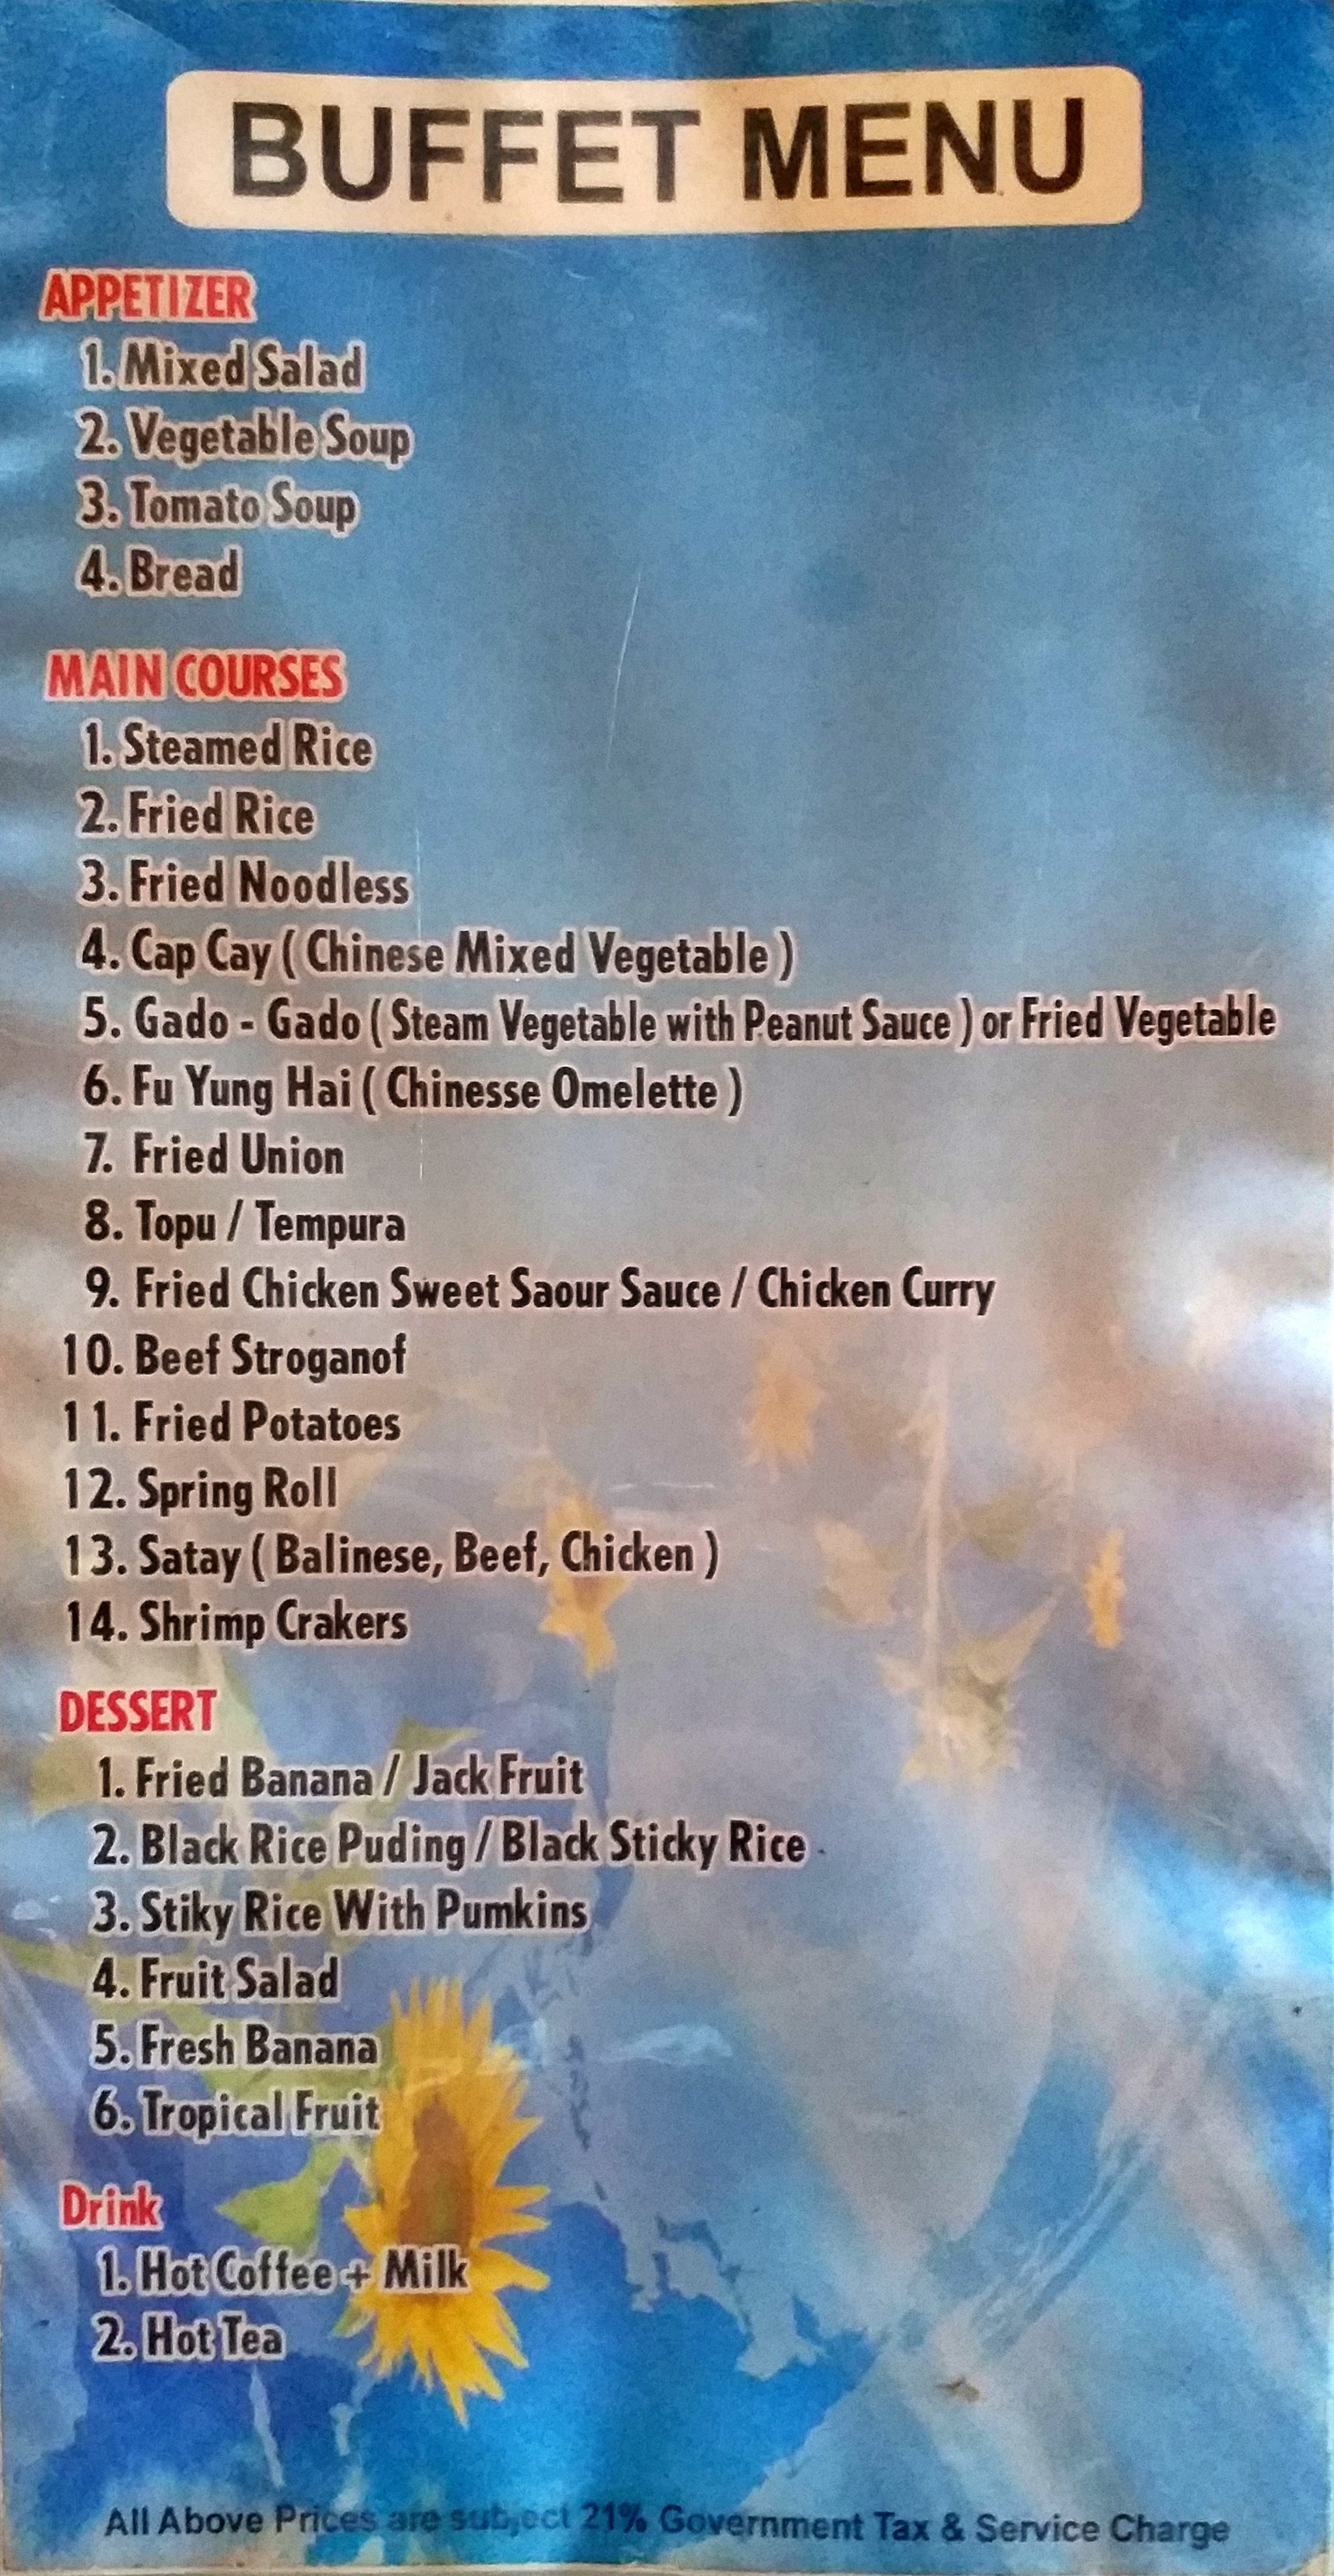 BUFFET MENU
APPETIZER
1. Mixed Salad
2. Vegetable Soup
3. Tomato Soup
4. Bread
MAIN COURSES
1. Steamed Rice
2. Fried Rice
3. Fried Noodless
4. Cap Cay ( Chinese Mixed Vegetable )
5. Gado - Gado ( Steam Vegetable with Peanut Sauce ) or Fried Vegetable
6. Fu Yung Hai ( Chinesse Omelette )
7. Fried Union
8. Topu / Tempura
9. Fried Chicken Sweet Saour Sauce / Chicken Curry
10. Beef Stroganof
11. Fried Potatoes
12. Spring Roll
13. Satay ( Balinese, Beef, Chicken )
14. Shrimp Crakers
DESSERT
1. Fried Banana / Jack Fruit
2. Black Rice Puding / Black Sticky Rice
3. Stiky Rice With Pumkins
4. Fruit Salad
5. Fresh Banana
6. Tropical Fruit
Drink
1. Hot Coffee + Milk
2. Hot Tea
All Above Prices are subject 21% Government Tax & Service Charge